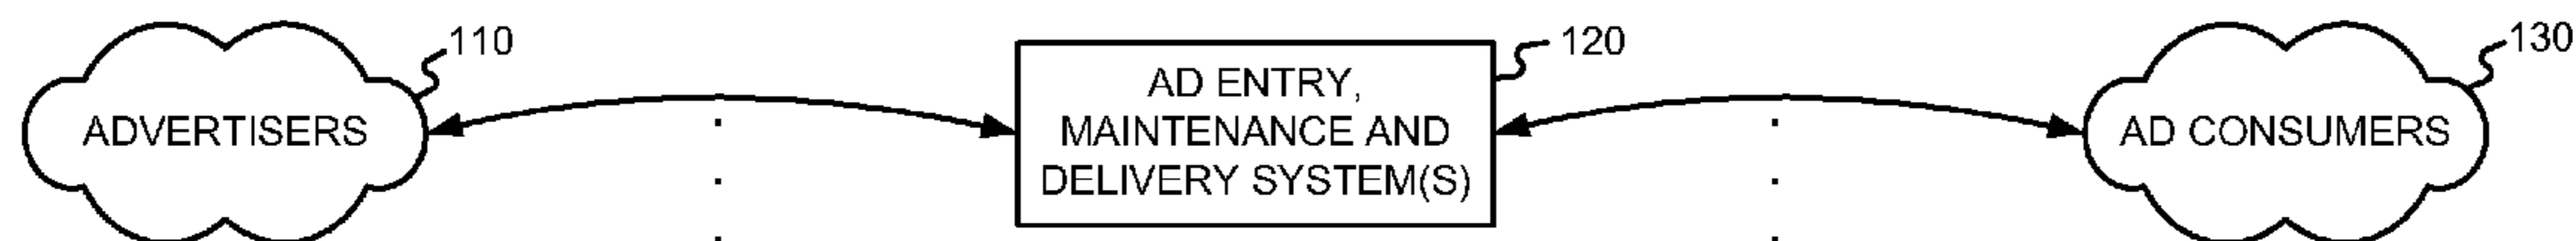 110
120
130
ADVERTISERS
AD ENTRY,
MAINTENANCE AND
DELIVERY SYSTEM(S)
AD CONSUMERS